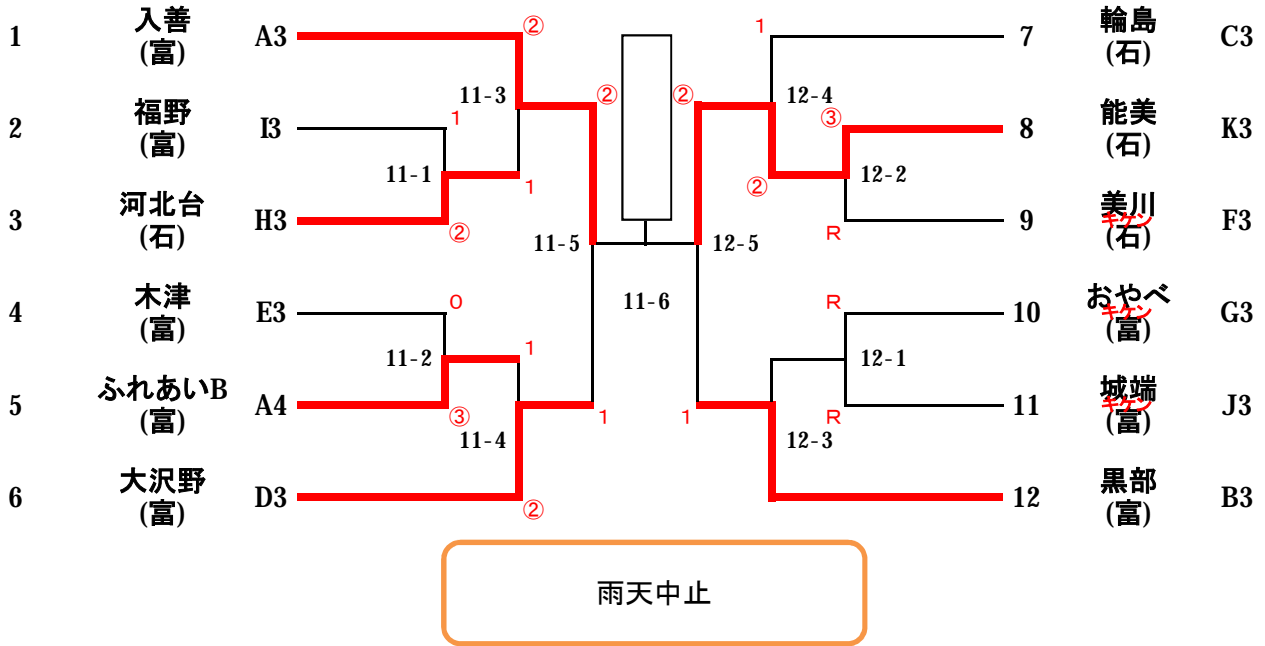 1 入善 (富) A3
2 福野 (富) I3
3 河北台 (石) H3
4 木津 (富) E3
5 ふれあいB (富) A4
6 大沢野 (富) D3
② 11-3 1 11-1 ② 1 ② 11-5
0 11-2 1 ③ 11-4 ② 1
11-6
1 12-4 ② ③ ② 12-2 R 12-5
R 12-1 R 12-3 1
7 輪島 (石) C3
8 能美 (石) K3
9 美川 キケン (石) F3
10 おやべ キケン (富) G3
11 城端 キケン (富) J3
12 黒部 (富) B3
雨天中止